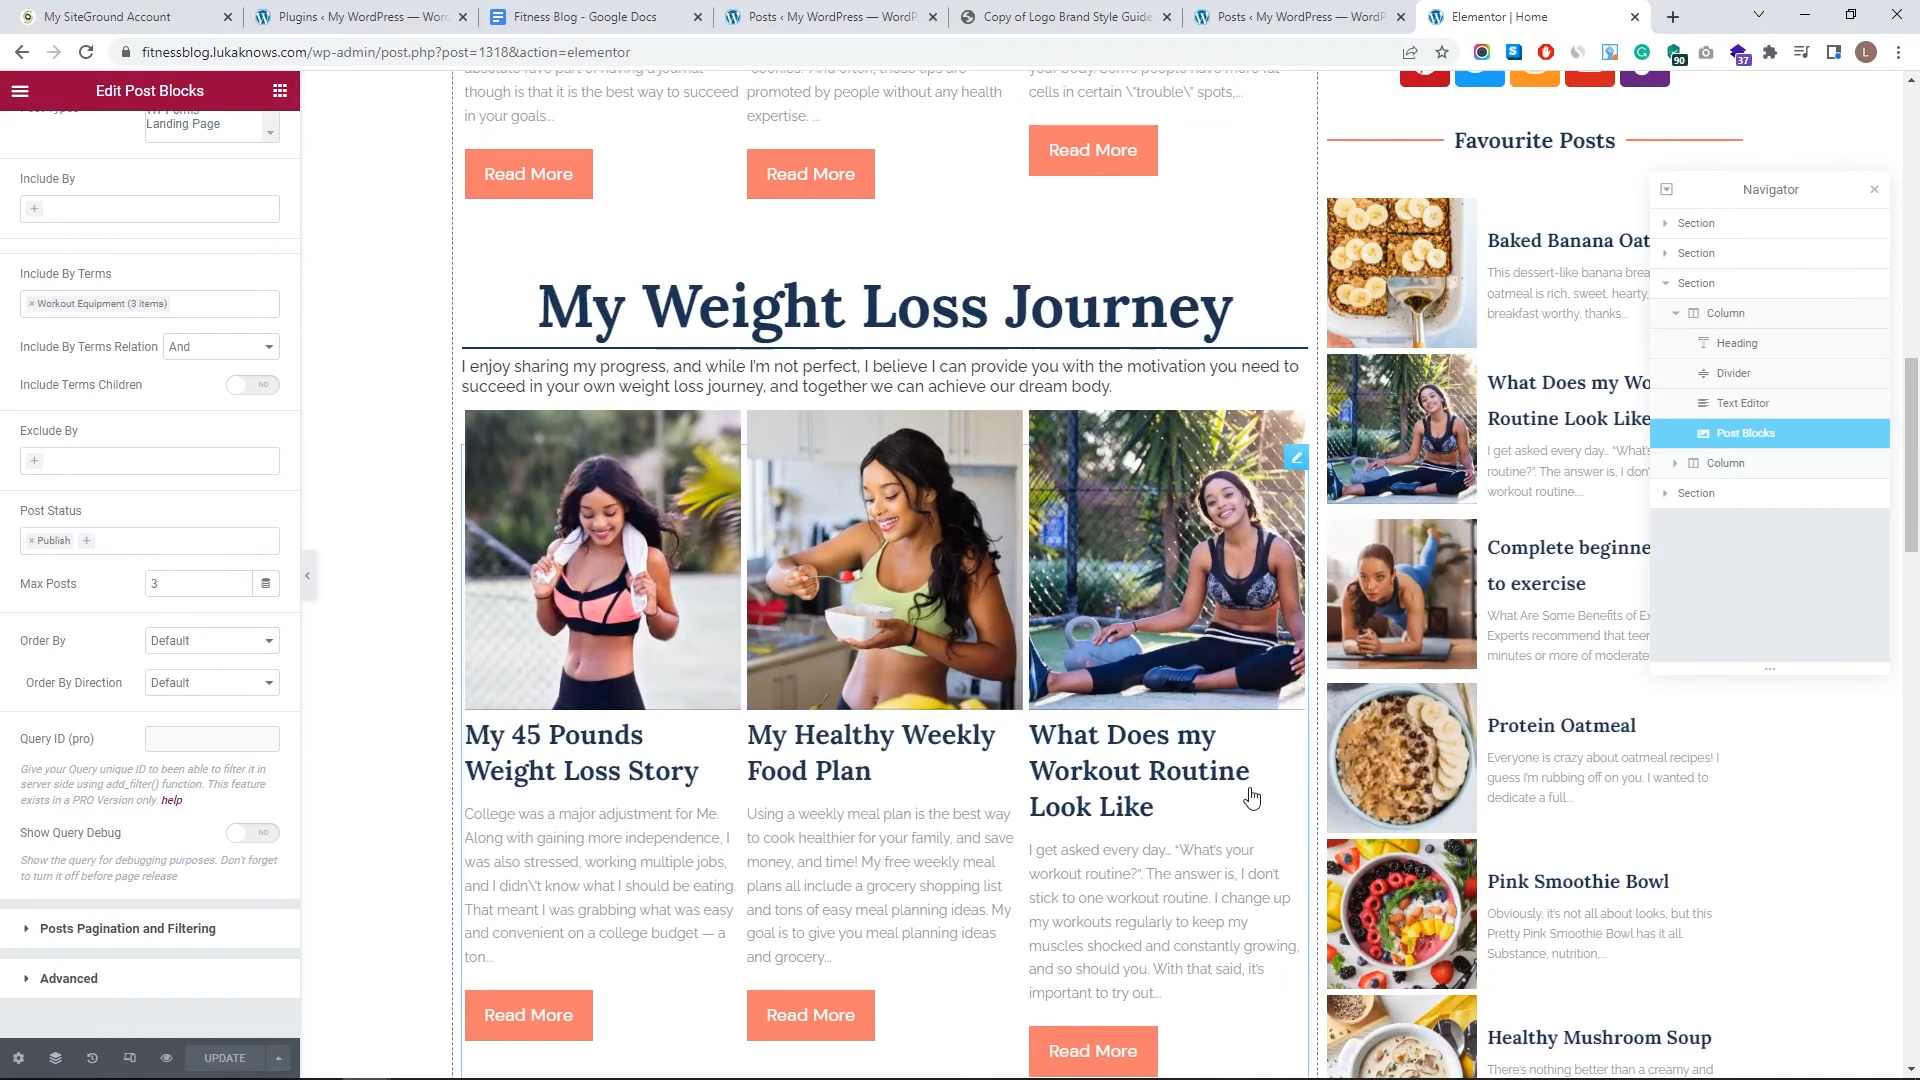 My SiteGround Account
Plugins ‹ My WordPress — Word
Fitness Blog - Google Docs
Posts ‹ My WordPress — WordP
Copy of Logo Brand Style Guide
Posts ‹ My WordPress — WordP
Elementor | Home
fitnessblog.lukaknows.com/wp-admin/post.php?post=1318&action=elementor
90
37
L
Edit Post Blocks
Landing Page
Include By
Include By Terms
× Workout Equipment (3 items)
Include By Terms Relation
And
Include Terms Children
NO
Exclude By
Post Status
× Publish
Max Posts
3
Order By
Default
Order By Direction
Default
Query ID (pro)
Give your Query unique ID to been able to filter it in
server side using add_filter() function. This feature
exists in a PRO Version only. help
Show Query Debug
NO
Show the query for debugging purposes. Don't forget
to turn it off before page release
Posts Pagination and Filtering
Advanced
UPDATE
absolute fave part of having a journal
though is that it is the best way to succeed
in your goals...
Read More
"cookies." And often, those tips are
promoted by people without any health
expertise. ...
Read More
your body. Some people have more fat
cells in certain \"trouble\" spots,...
Read More
My Weight Loss Journey
I enjoy sharing my progress, and while I'm not perfect, I believe I can provide you with the motivation you need to
succeed in your own weight loss journey, and together we can achieve our dream body.
My 45 Pounds
Weight Loss Story
College was a major adjustment for Me.
Along with gaining more independence, I
was also stressed, working multiple jobs,
and I didn\'t know what I should be eating.
That meant I was grabbing what was easy
and convenient on a college budget — a
ton...
Read More
My Healthy Weekly
Food Plan
Using a weekly meal plan is the best way
to cook healthier for your family, and save
money, and time! My free weekly meal
plans all include a grocery shopping list
and tons of easy meal planning ideas. My
goal is to give you meal planning ideas
and grocery...
Read More
What Does my
Workout Routine
Look Like
I get asked every day... "What's your
workout routine?". The answer is, I don't
stick to one workout routine. I change up
my workouts regularly to keep my
muscles shocked and constantly growing,
and so should you. With that said, it's
important to try out...
Read More
Favourite Posts
Baked Banana Oat
This dessert-like banana brea
oatmeal is rich, sweet, hearty,
breakfast worthy, thanks...
What Does my Wo
Routine Look Like
I get asked every day... "What's
routine?". The answer is, I don'
workout routine....
Complete beginne
to exercise
What Are Some Benefits of Ex
Experts recommend that teen
minutes or more of moderate
Protein Oatmeal
Everyone is crazy about oatmeal recipes! I
guess I'm rubbing off on you. I wanted to
dedicate a full...
Pink Smoothie Bowl
Obviously, it's not all about looks, but this
Pretty Pink Smoothie Bowl has it all.
Substance, nutrition,...
Healthy Mushroom Soup
There's nothing better than a creamy and
Navigator
Section
Section
Section
Column
Heading
Divider
Text Editor
Post Blocks
Column
Section